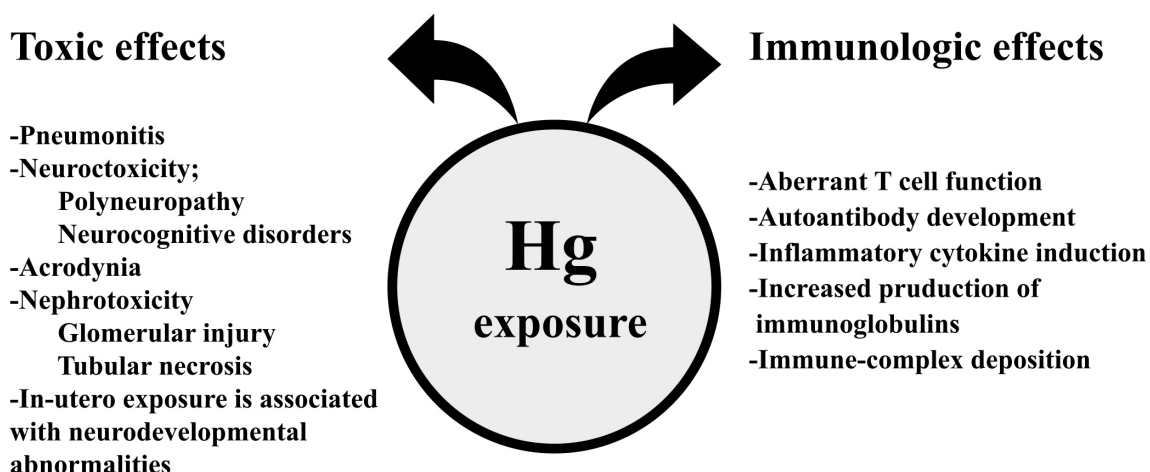 Toxic effects
-Pneumonitis
-Neuroctoxicity;
Polyneuropathy
Neurocognitive disorders
-Acrodynia
-Nephrotoxicity
Glomerular injury
Tubular necrosis
-In-utero exposure is associated
with neurodevelopmental
abnormalities
Hg
exposure
Immunologic effects
-Aberrant T cell function
-Autoantibody development
-Inflammatory cytokine induction
-Increased pruduction of
immunoglobulins
-Immune-complex deposition